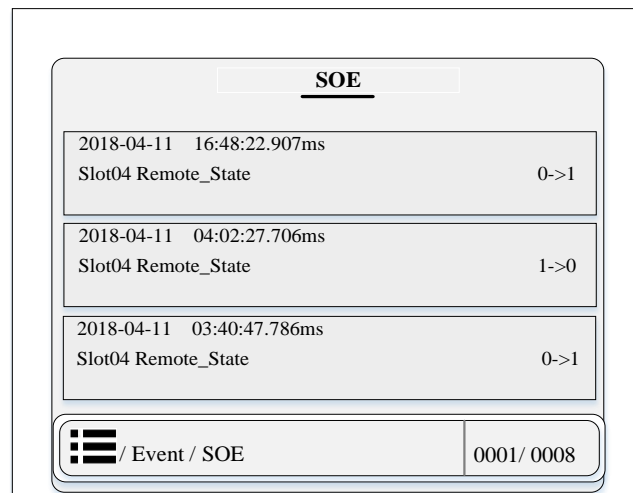 SOE
2018-04-11 16:48:22.907ms
Slot04 Remote_State 0->1
2018-04-11 04:02:27.706ms
Slot04 Remote_State 1->0
2018-04-11 03:40:47.786ms
Slot04 Remote_State 0->1
/ Event / SOE 0001/ 0008